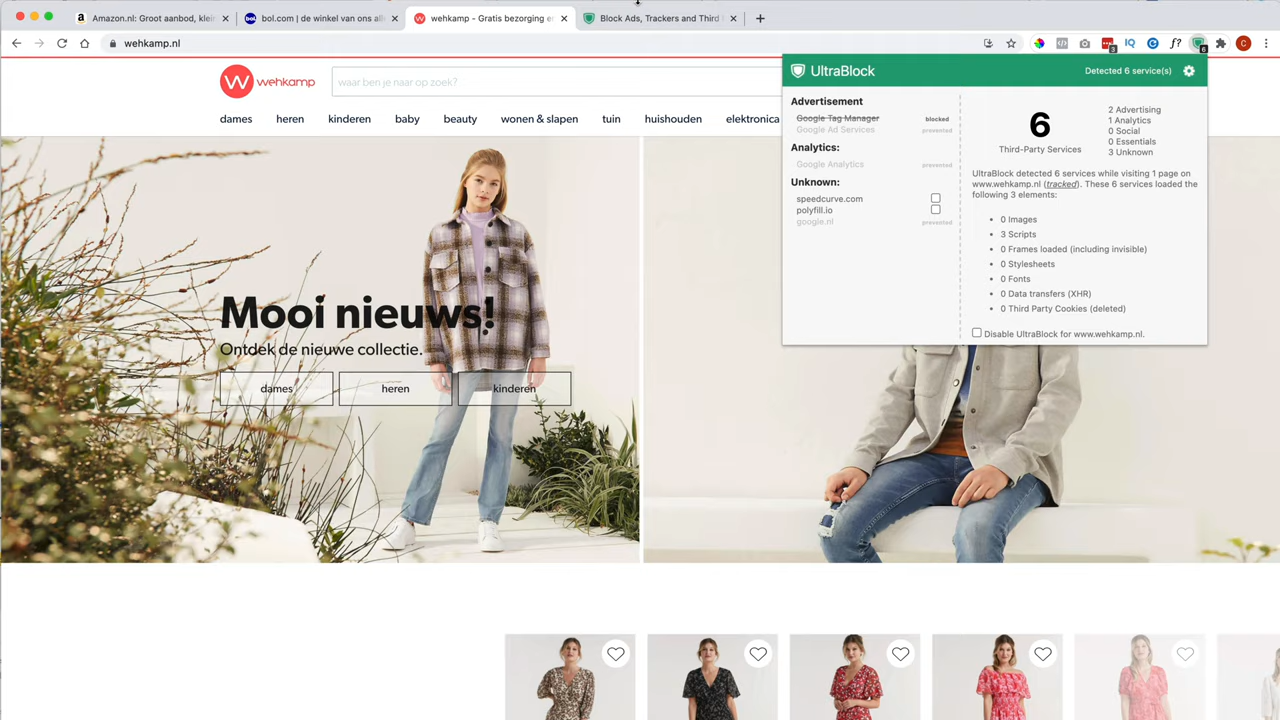 Amazon.nl: Groot aanbod, klei
bol.com | de winkel van ons all
wehkamp - Gratis bezorging en
Block Ads, Trackers and Third
wehkamp.nl
3
IQ
f?
6
C
UltraBlock
Detected 6 service(s)
wehkamp
waar ben je naar op zoek?
dames
heren
kinderen
baby
beauty
wonen & slapen
tuin
huishouden
elektronica
Advertisement
Google Tag Manager blocked
Google Ad Services prevented
Analytics:
Google Analytics prevented
Unknown:
speedcurve.com
polyfill.io
google.nl prevented
6
Third-Party Services
2 Advertising
1 Analytics
0 Social
0 Essentials
3 Unknown
UltraBlock detected 6 services while visiting 1 page on
www.wehkamp.nl (tracked). These 6 services loaded the
following 3 elements:
0 Images
3 Scripts
0 Frames loaded (including invisible)
0 Stylesheets
0 Fonts
0 Data transfers (XHR)
0 Third Party Cookies (deleted)
Disable UltraBlock for www.wehkamp.nl.
Mooi nieuws!
Ontdek de nieuwe collectie.
dames
heren
kinderen